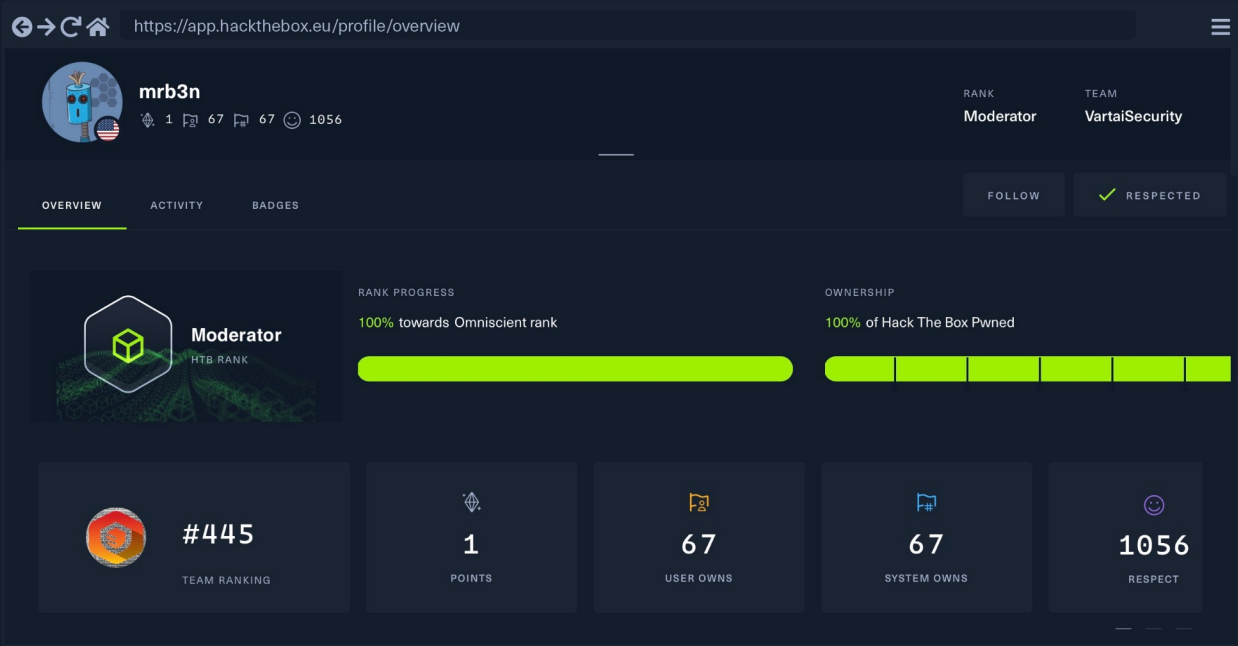 https://app.hackthebox.eu/profile/overview
mrb3n
1 67 67 1056
RANK
Moderator
TEAM
VartaiSecurity
OVERVIEW ACTIVITY BADGES
FOLLOW
RESPECTED
Moderator
HTB RANK
RANK PROGRESS
100% towards Omniscient rank
OWNERSHIP
100% of Hack The Box Pwned
#445
TEAM RANKING
1
POINTS
67
USER OWNS
67
SYSTEM OWNS
1056
RESPECT